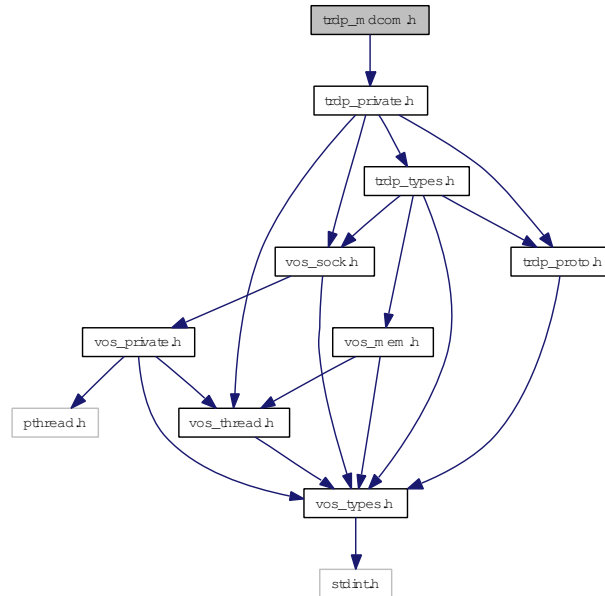 trdp_mdcom.h
trdp_private.h
trdp_types.h
vos_sock.h
trdp_proto.h
vos_private.h
vos_mem.h
pthread.h
vos_thread.h
vos_types.h
stdint.h